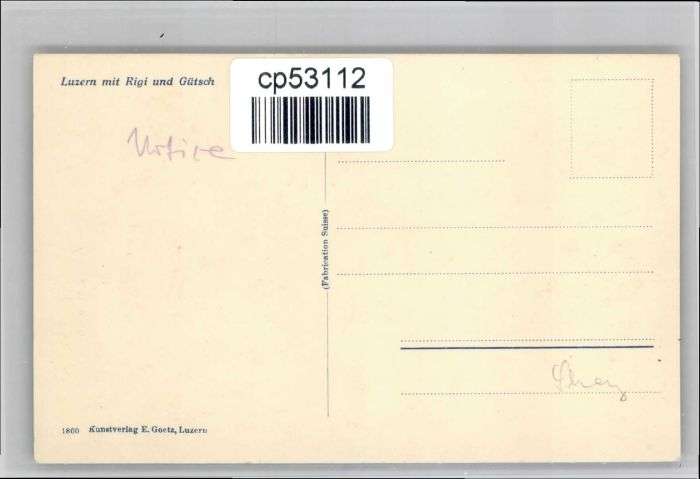 Luzern mit Rigi und Gütsch
cp53112
(Fabrication Suisse)
1860 Kunstverlag E. Goetz, Luzern